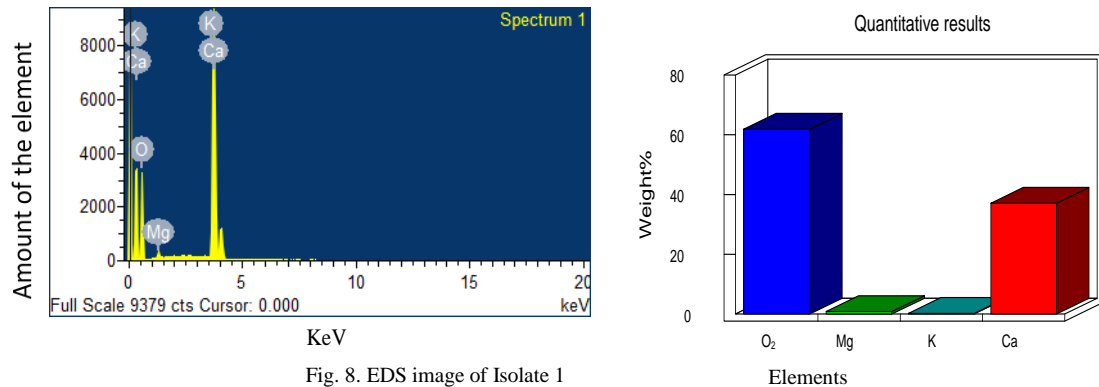 Spectrum 1
Amount of the element
8000
6000
4000
2000
0
K
Ca
O
Mg
K
Ca
0 5 10 15 20
Full Scale 9379 cts Cursor: 0.000 keV
KeV
Quantitative results
Weight%
80
60
40
20
0
O₂ Mg K Ca
Elements
Fig. 8. EDS image of Isolate 1